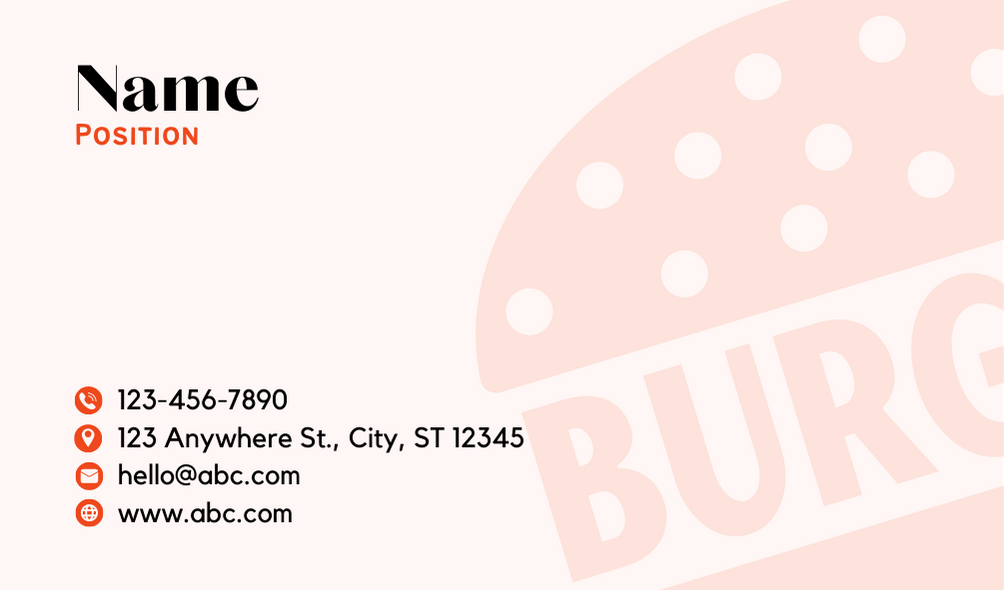 Name
Position
123-456-7890
123 Anywhere St., City, ST 12345
hello@abc.com
www.abc.com
BURG